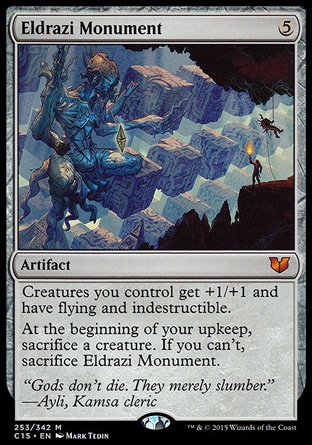 Eldrazi Monument 5
Artifact
Creatures you control get +1/+1 and
have flying and indestructible.
At the beginning of your upkeep,
sacrifice a creature. If you can't,
sacrifice Eldrazi Monument.
"Gods don't die. They merely slumber."
—Ayli, Kamsa cleric
253/342 M
C15 • EN Mark Tedin
™ & © 2015 Wizards of the Coast